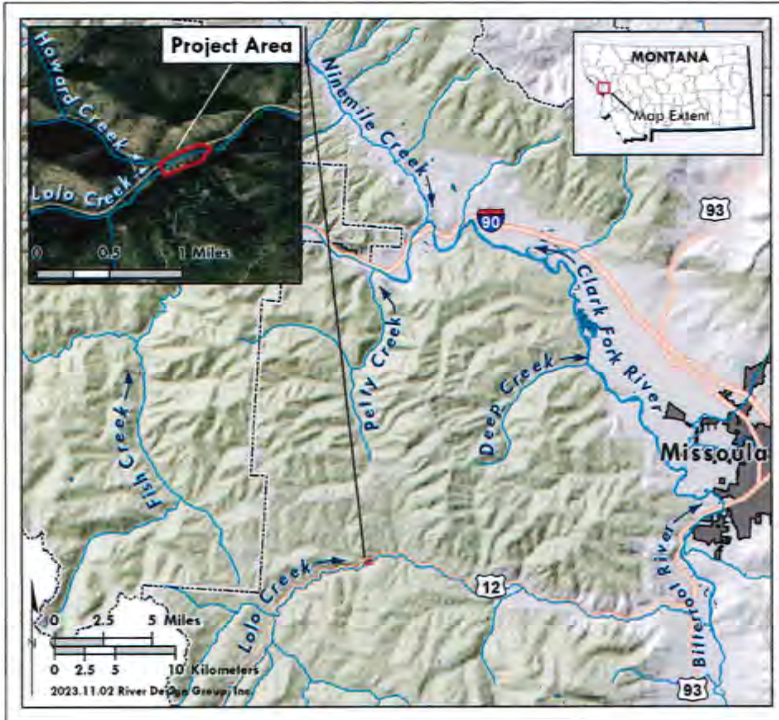 Project Area
Howard Creek
Lolo Creek
0 0.5 1 Miles
Ninemile Creek
MONTANA
Map Extent
93
90
Clark Fork River
Petty Creek
Deep Creek
Fish Creek
Missoula
Lolo Creek
12
Bitterroot River
93
0 2.5 5 Miles
0 2.5 5 10 Kilometers
N
2023.11.02 River Design Group, Inc.